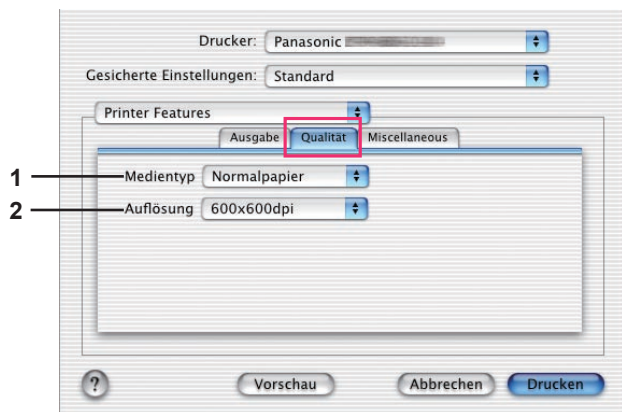 Drucker: Panasonic
Gesicherte Einstellungen: Standard
Printer Features
Ausgabe Qualität Miscellaneous
1 Medientyp Normalpapier
2 Auflösung 600x600dpi
? Vorschau Abbrechen Drucken